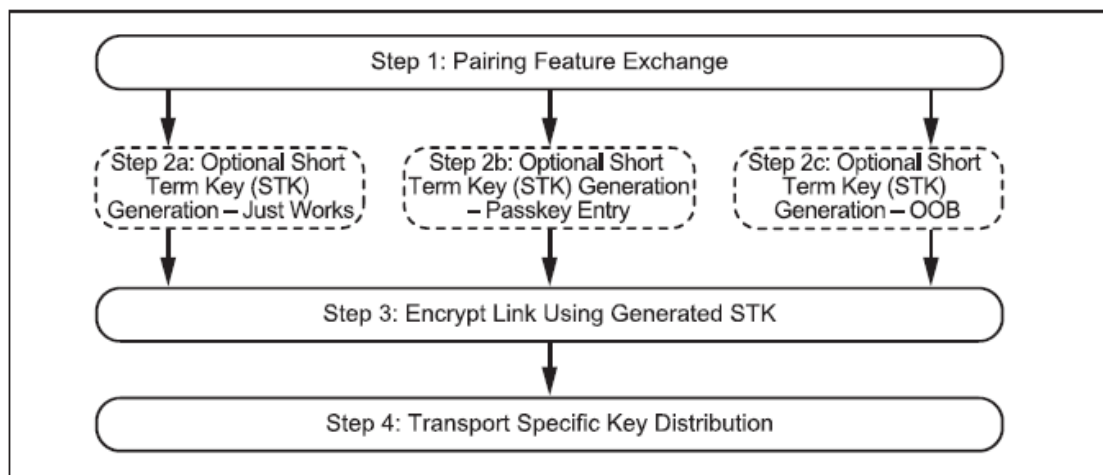 Step 1: Pairing Feature Exchange
Step 2a: Optional Short
Term Key (STK)
Generation – Just Works
Step 2b: Optional Short
Term Key (STK) Generation
– Passkey Entry
Step 2c: Optional Short
Term Key (STK)
Generation – OOB
Step 3: Encrypt Link Using Generated STK
Step 4: Transport Specific Key Distribution